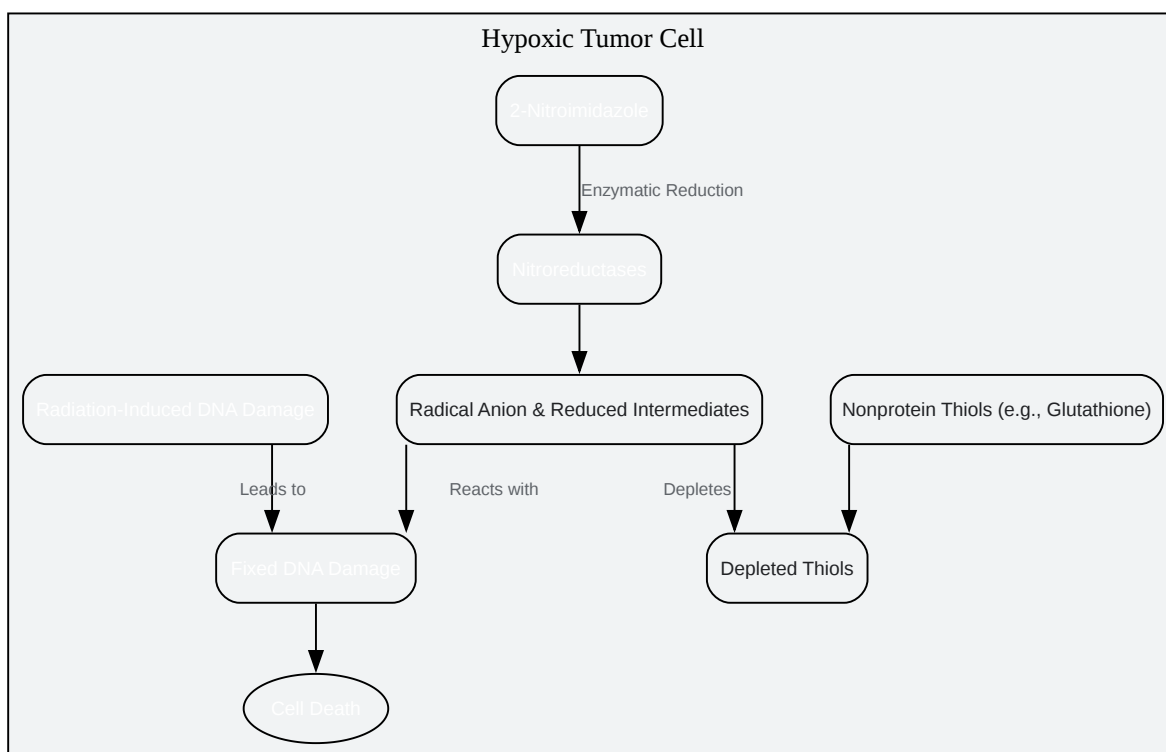 Hypoxic Tumor Cell
2-Nitroimidazole
Enzymatic Reduction
Nitroreductases
Radiation-Induced DNA Damage
Radical Anion & Reduced Intermediates
Nonprotein Thiols (e.g., Glutathione)
Leads to
Reacts with
Depletes
Fixed DNA Damage
Depleted Thiols
Cell Death